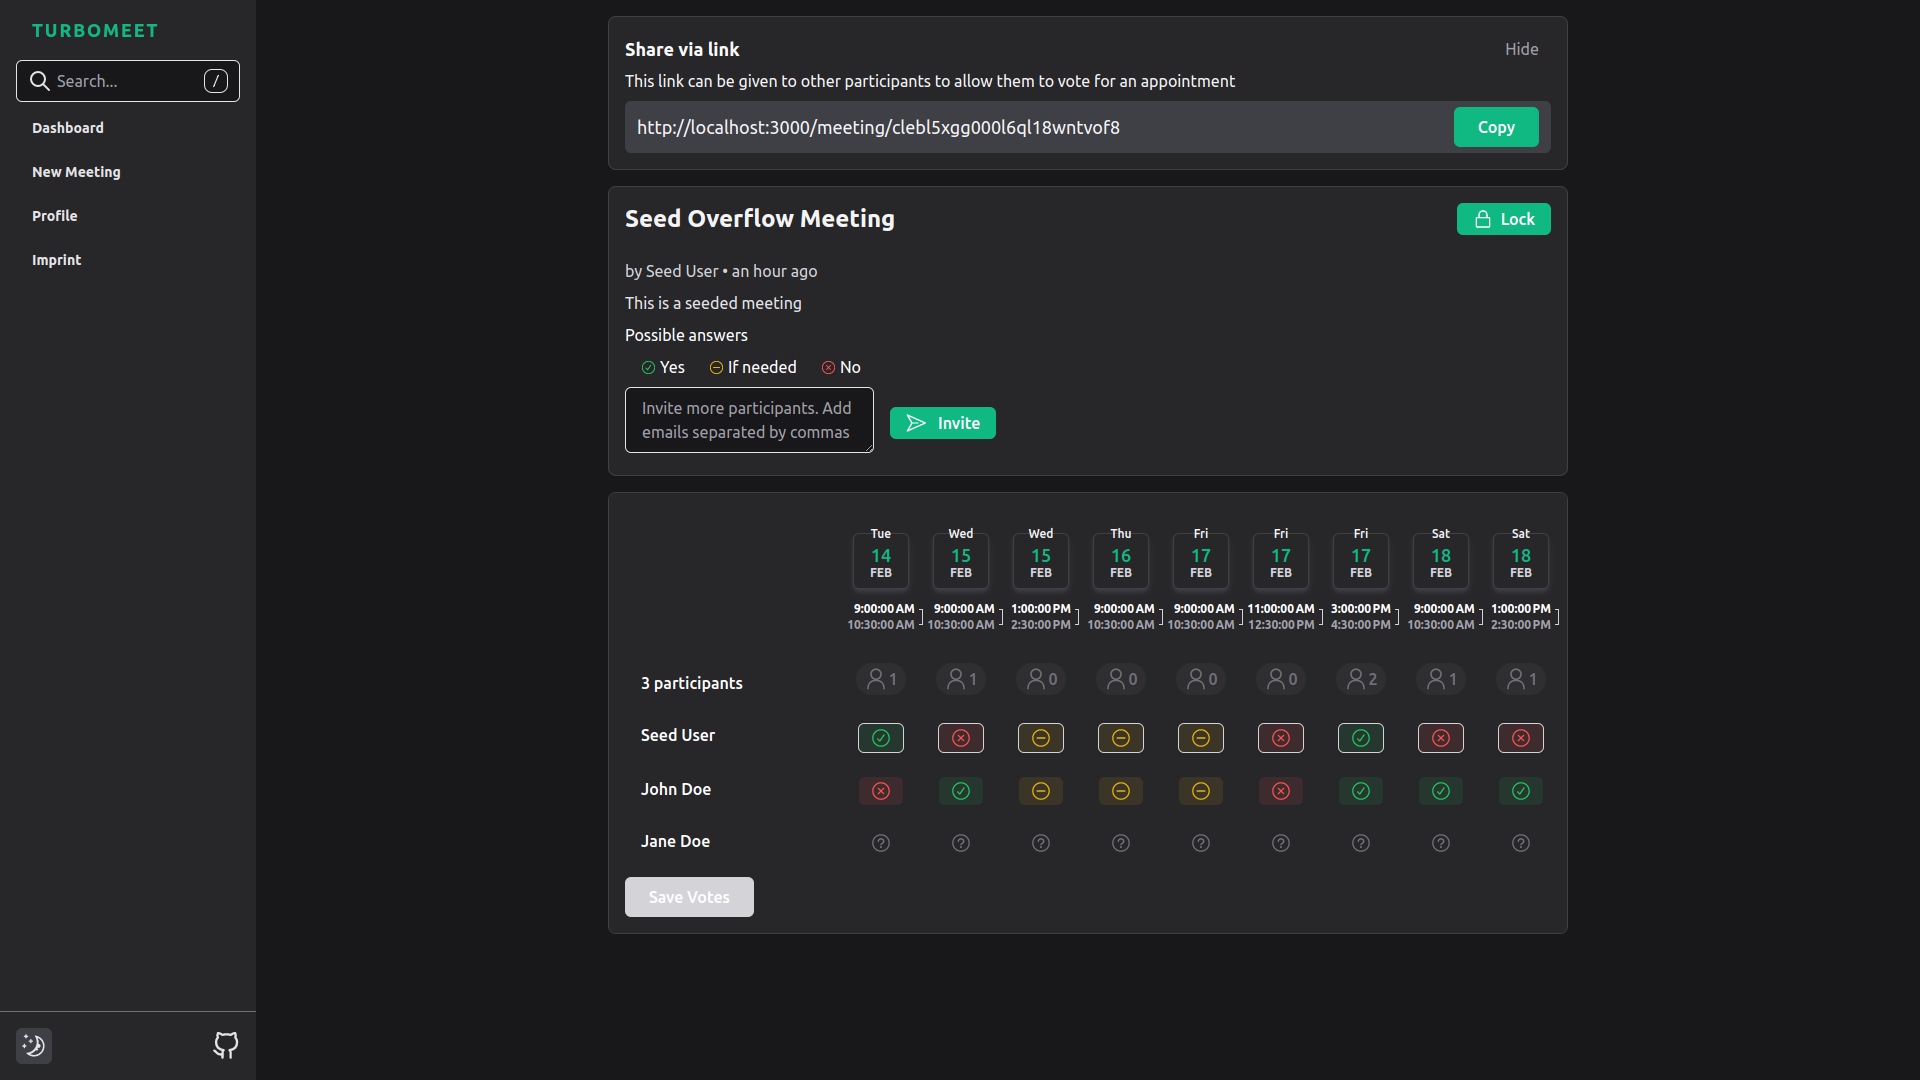 TURBOMEET
Search...
/
Dashboard
New Meeting
Profile
Imprint
Share via link
Hide
This link can be given to other participants to allow them to vote for an appointment
http://localhost:3000/meeting/clebl5xgg000l6ql18wntvof8
Copy
Seed Overflow Meeting
Lock
by Seed User • an hour ago
This is a seeded meeting
Possible answers
Yes If needed No
Invite more participants. Add
emails separated by commas
Invite
Tue Wed Wed Thu Fri Fri Fri Sat Sat
14 15 15 16 17 17 17 18 18
FEB FEB FEB FEB FEB FEB FEB FEB FEB
9:00:00 AM 9:00:00 AM 1:00:00 PM 9:00:00 AM 9:00:00 AM 11:00:00 AM 3:00:00 PM 9:00:00 AM 1:00:00 PM
10:30:00 AM 10:30:00 AM 2:30:00 PM 10:30:00 AM 10:30:00 AM 12:30:00 PM 4:30:00 PM 10:30:00 AM 2:30:00 PM
3 participants 1 1 0 0 0 0 2 1 1
Seed User
John Doe
Jane Doe ? ? ? ? ? ? ? ? ?
Save Votes